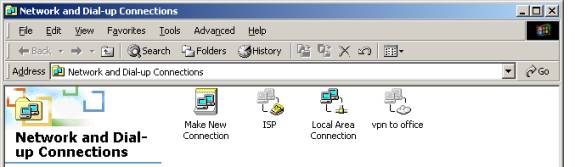 Network and Dial-up Connections
File Edit View Favorites Tools Advanced Help
Back Search Folders History
Address Network and Dial-up Connections Go
Network and Dial-
up Connections
Make New
Connection
ISP
Local Area
Connection
vpn to office